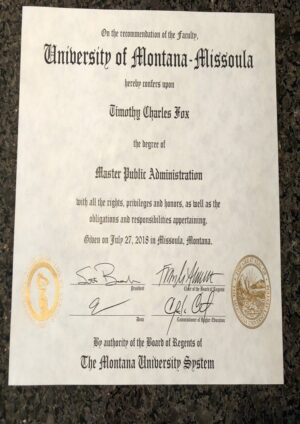 On the recommendation of the Faculty,
University of Montana-Missoula
hereby confers upon
Timothy Charles Fox
the degree of
Master Public Administration
with all the rights, privileges and honors, as well as the
obligations and responsibilities appertaining.
Given on July 27, 2018 in Missoula, Montana.
President
Chair of the Board of Regents
Dean
Commissioner of Higher Education
By authority of the Board of Regents of
The Montana University System